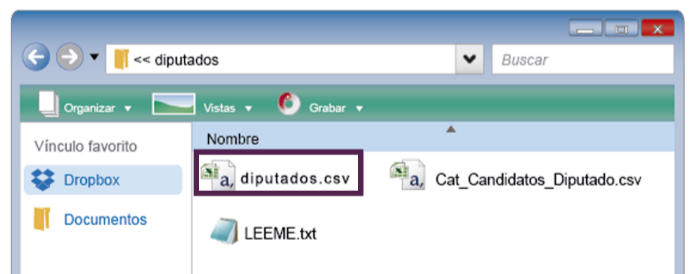 << diputados
Buscar
Organizar Vistas Grabar
Vínculo favorito
Nombre
Dropbox
Documentos
diputados.csv
Cat_Candidatos_Diputado.csv
LEEME.txt